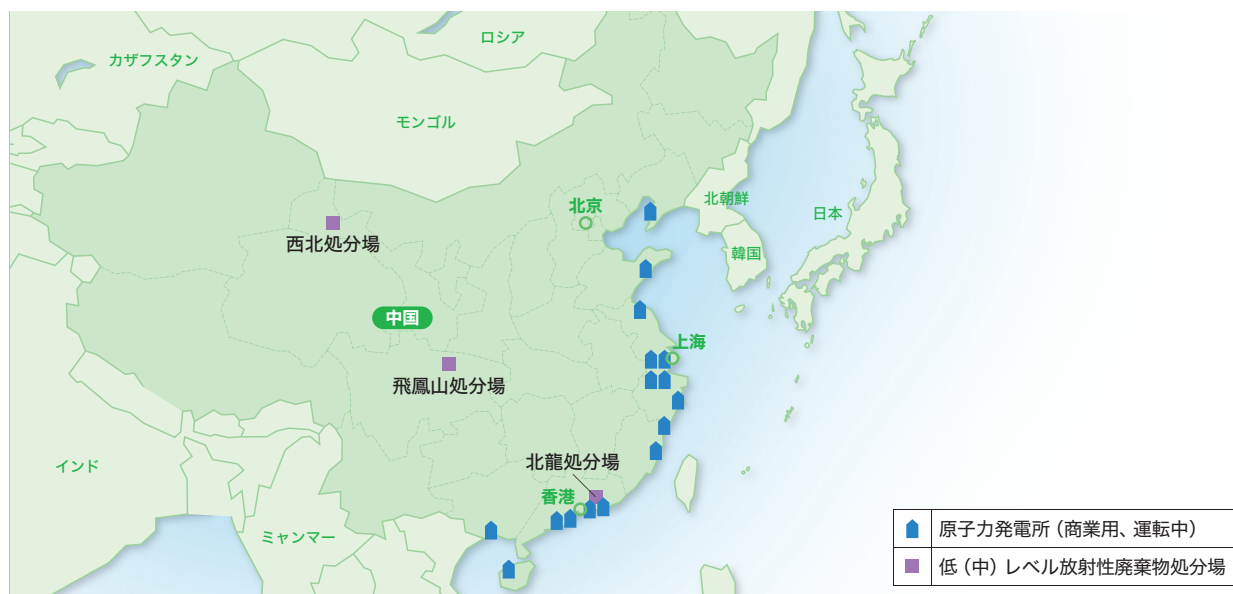 ロシア
カザフスタン
モンゴル
北京
北朝鮮
日本
西北処分場
韓国
中国
上海
飛鳳山処分場
北龍処分場
インド
香港
ミャンマー
原子力発電所（商業用、運転中）
低（中）レベル放射性廃棄物処分場